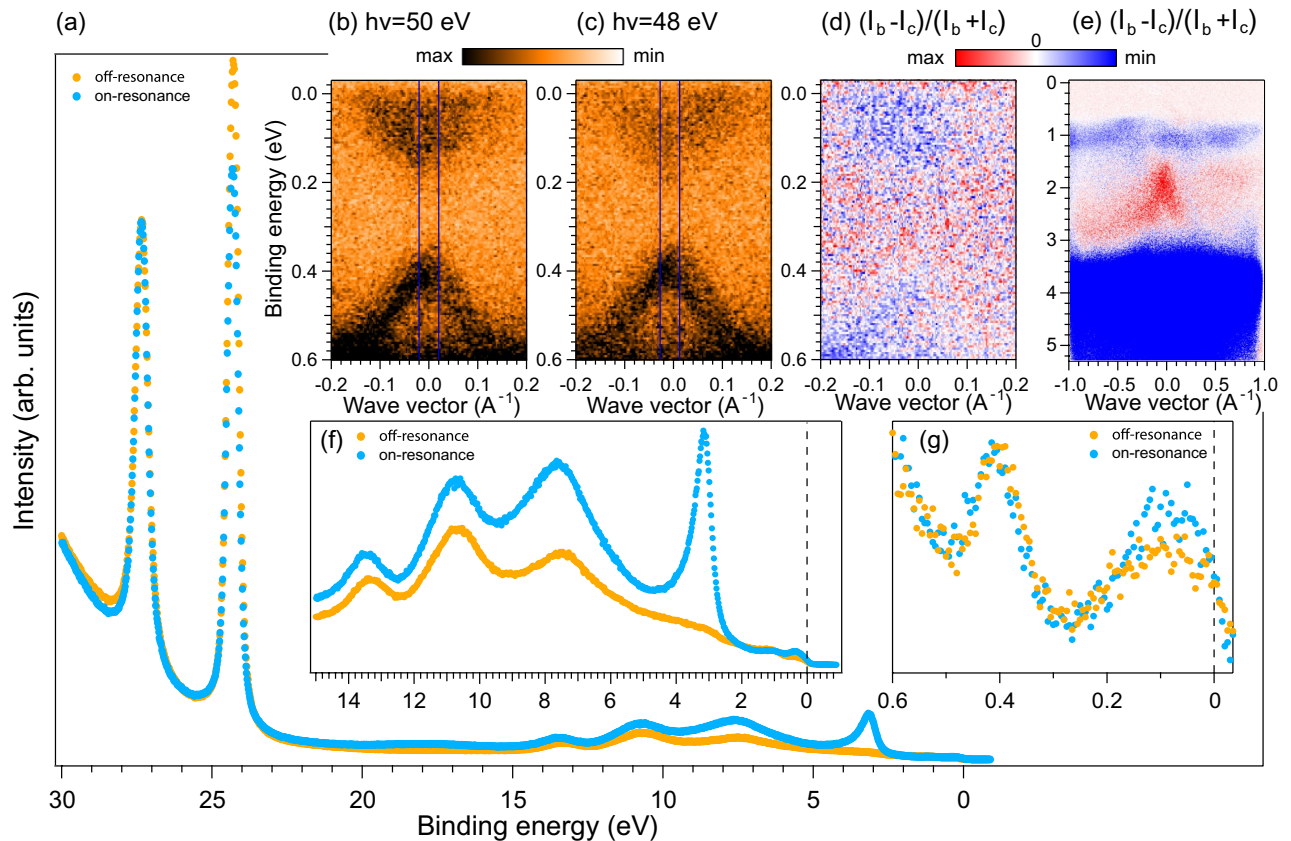 (a)
(b) hν=50 eV
(c) hν=48 eV
(d) (I_b -I_c)/(I_b +I_c)
(e) (I_b -I_c)/(I_b +I_c)
max min
max 0 min
off-resonance
on-resonance
Intensity (arb. units)
Binding energy (eV)
-0.0
0.2
0.4
0.6
-0.2 -0.1 0.0 0.1 0.2
Wave vector (A⁻¹)
-0.0
0.2
0.4
0.6
-0.2 -0.1 0.0 0.1 0.2
Wave vector (A⁻¹)
0.0
0.2
0.4
0.6
-0.2 -0.1 0.0 0.1 0.2
Wave vector (A⁻¹)
0
1
2
3
4
5
-1.0 -0.5 0.0 0.5 1.0
Wave vector (A⁻¹)
(f)
off-resonance
on-resonance
14 12 10 8 6 4 2 0
(g)
off-resonance
on-resonance
0.6 0.4 0.2 0
30 25 20 15 10 5 0
Binding energy (eV)